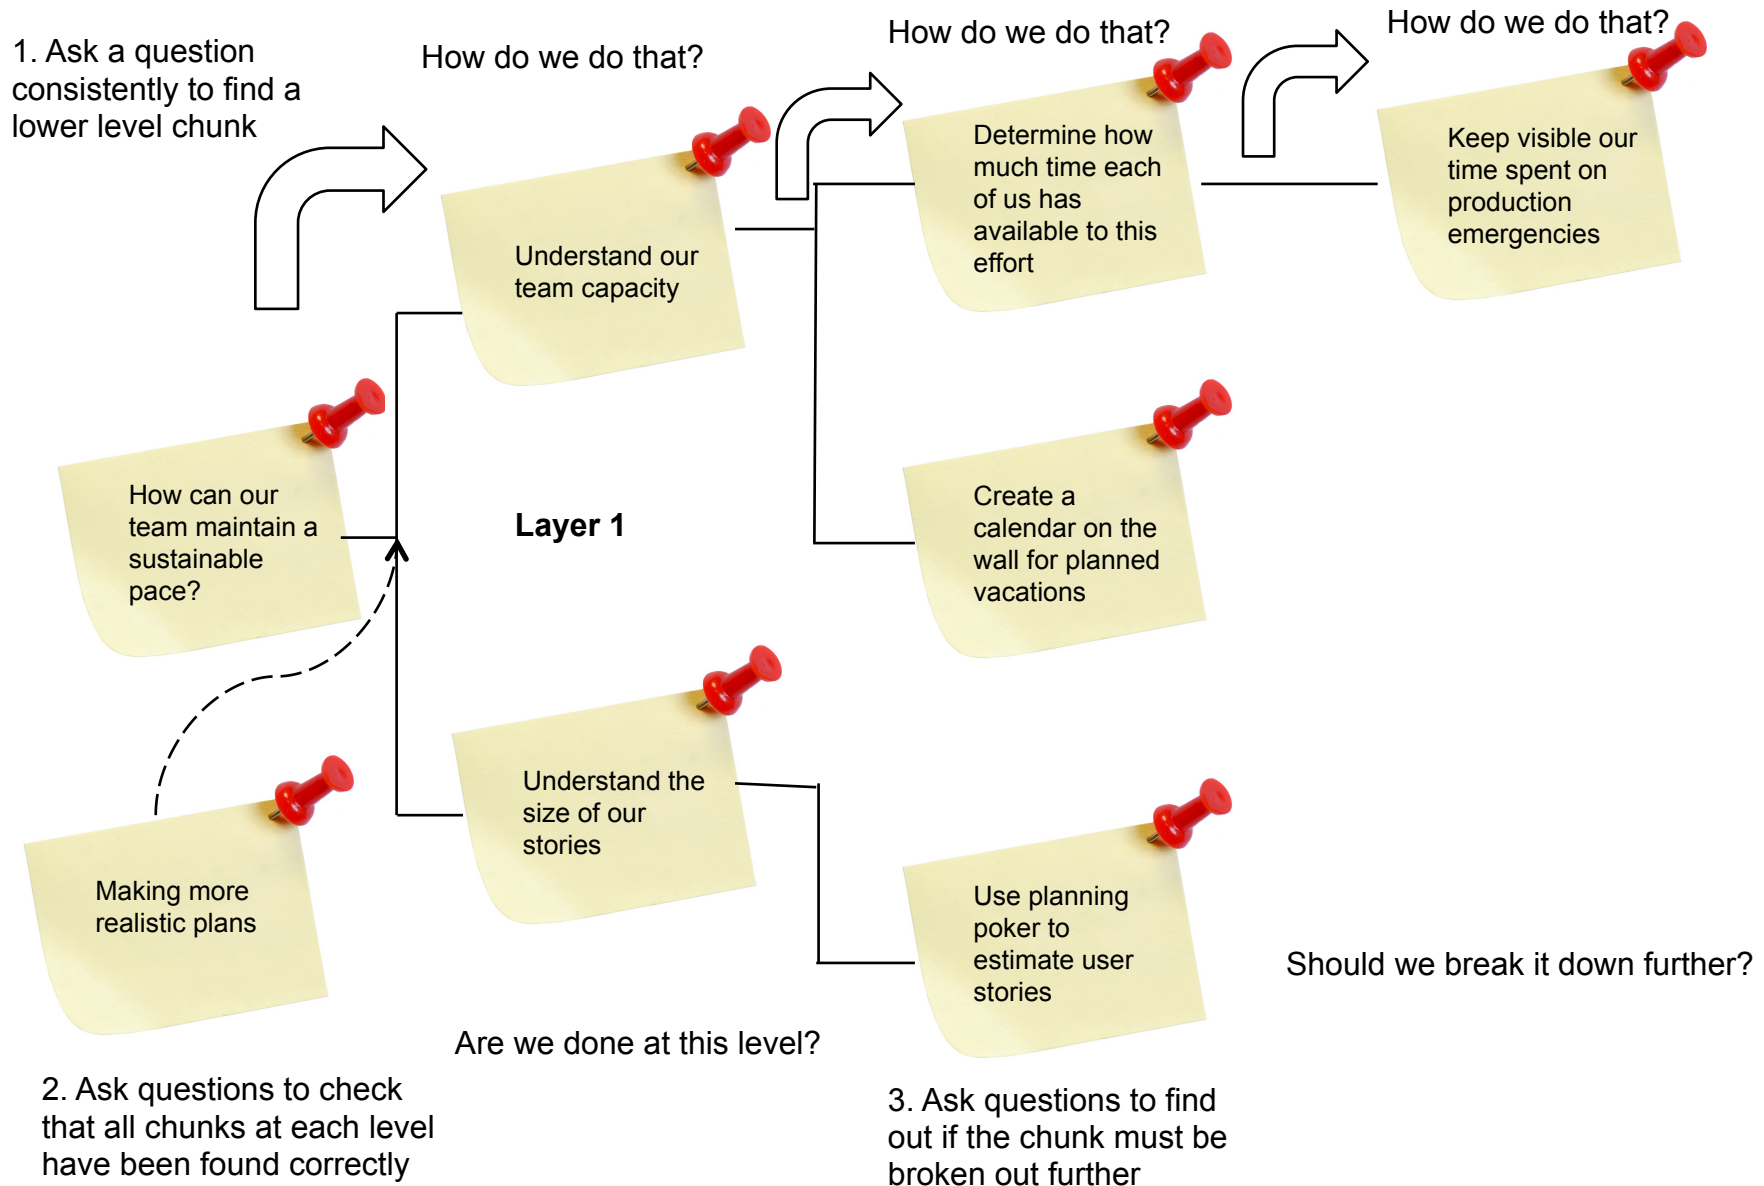 1. Ask a question
consistently to find a
lower level chunk
How do we do that?
How do we do that?
How do we do that?
Understand our
team capacity
Determine how
much time each
of us has
available to this
effort
Keep visible our
time spent on
production
emergencies
How can our
team maintain a
sustainable
pace?
Layer 1
Create a
calendar on the
wall for planned
vacations
Making more
realistic plans
Understand the
size of our
stories
Use planning
poker to
estimate user
stories
Should we break it down further?
Are we done at this level?
2. Ask questions to check
that all chunks at each level
have been found correctly
3. Ask questions to find
out if the chunk must be
broken out further